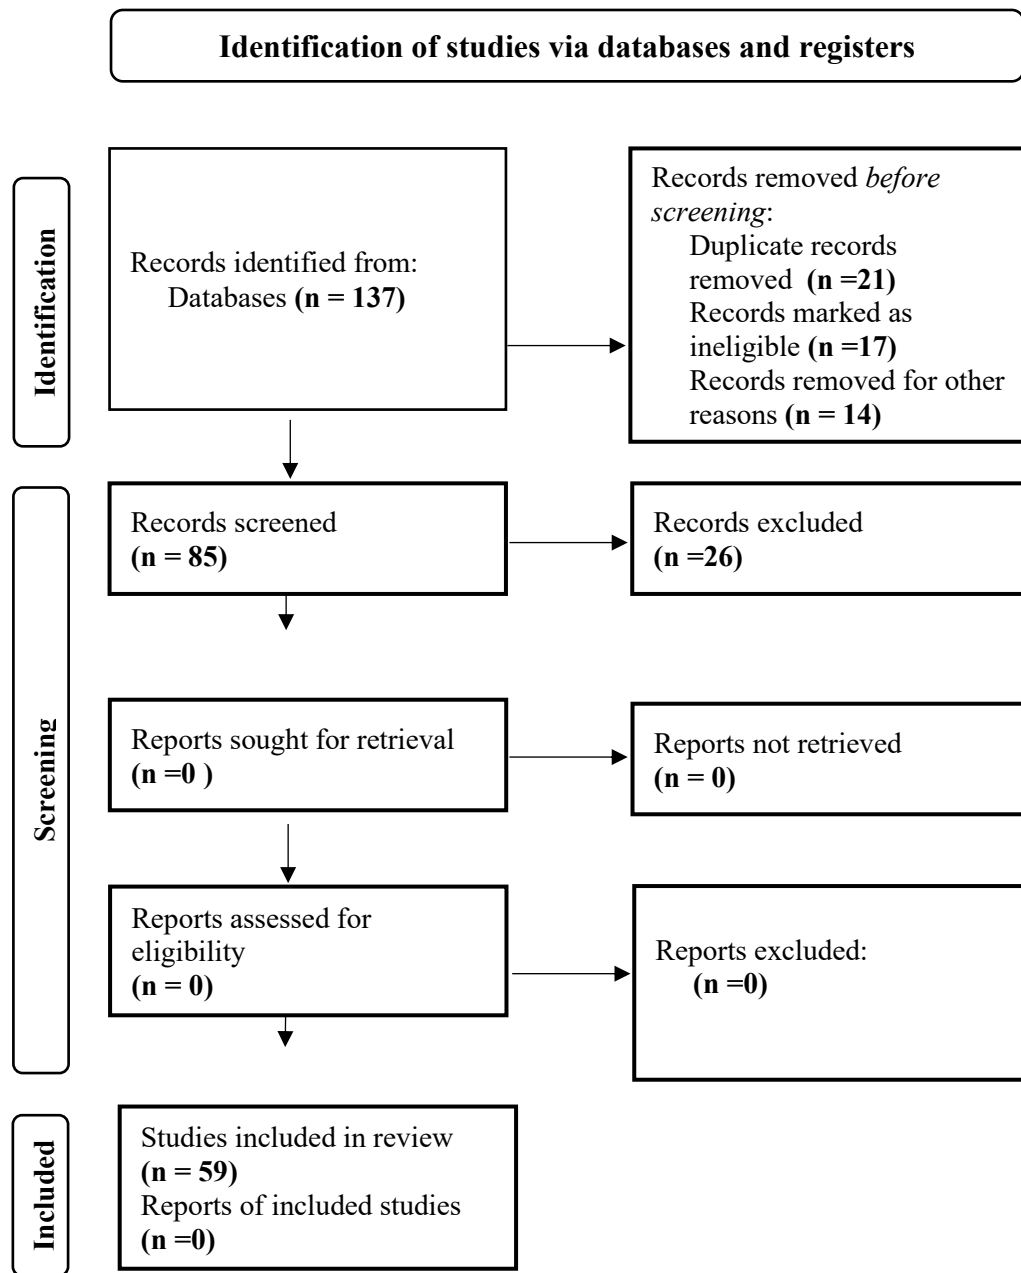 Identification of studies via databases and registers
Identification
Records identified from:
Databases (n = 137)
Records removed before
screening:
Duplicate records
removed  (n =21)
Records marked as
ineligible (n =17)
Records removed for other
reasons (n = 14)
Screening
Records screened
(n = 85)
Records excluded
(n =26)
Reports sought for retrieval
(n =0 )
Reports not retrieved
(n = 0)
Reports assessed for
eligibility
(n = 0)
Reports excluded:
(n =0)
Included
Studies included in review
(n = 59)
Reports of included studies
(n =0)